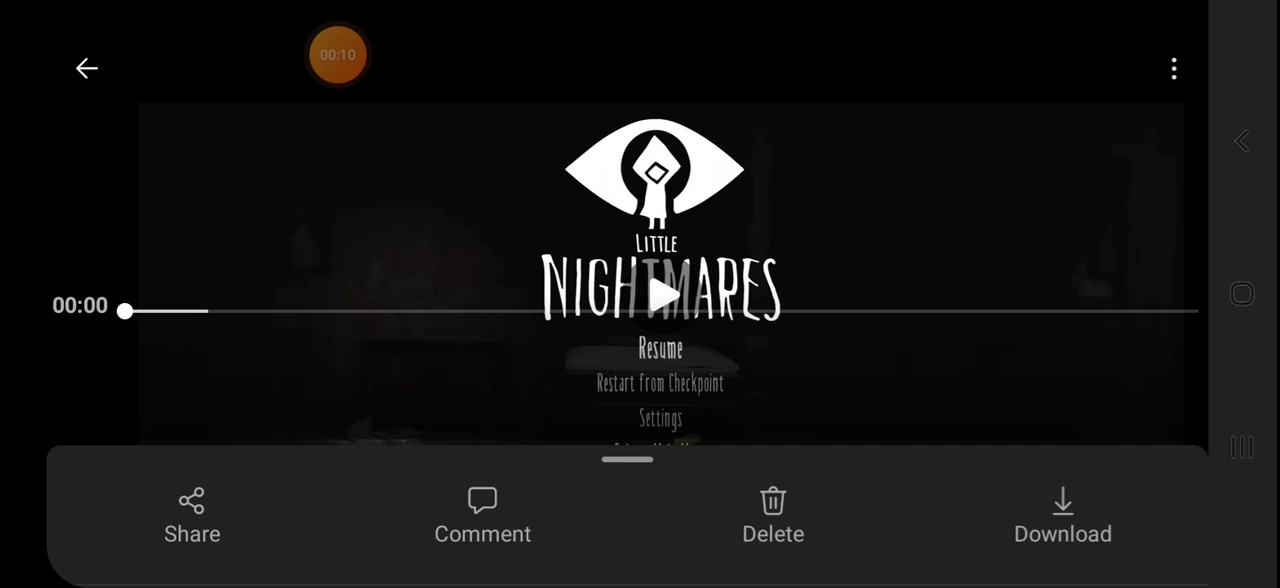 00:10
LITTLE
NIGHTMARES
00:00
Resume
Restart from Checkpoint
Settings
Share
Comment
Delete
Download